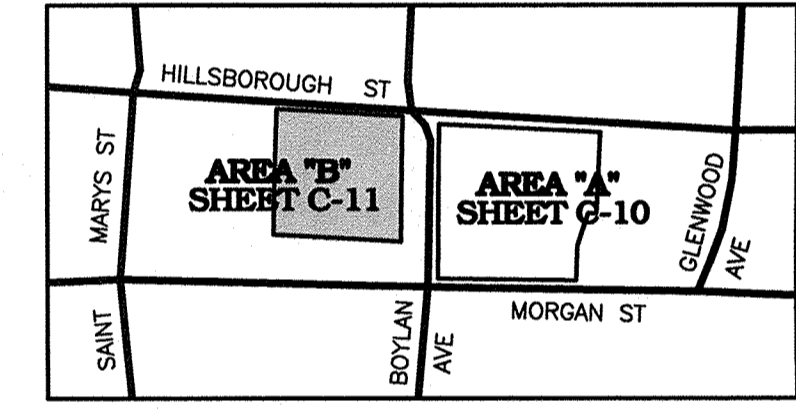 HILLSBOROUGH ST
MARYS ST
AREA "B"
SHEET C-11
AREA "A"
SHEET C-10
GLENWOOD
AVE
SAINT
BOYLAN
AVE
MORGAN ST